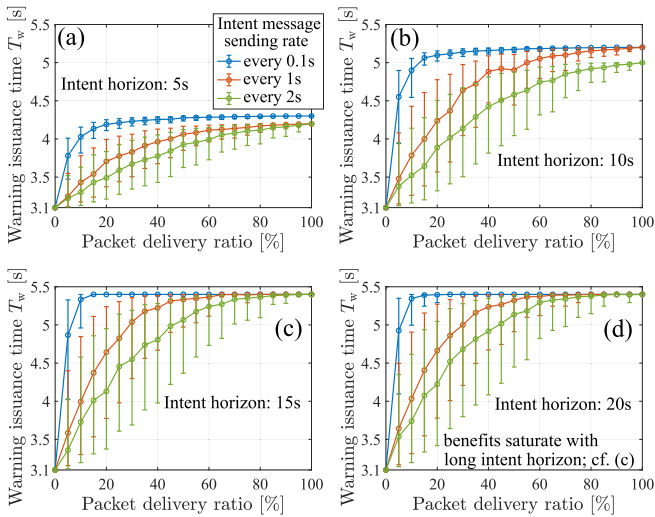 (a)
Intent message
sending rate
every 0.1s
every 1s
every 2s
Intent horizon: 5s
Warning issuance time Tw [s]
5.5
5
4.5
4
3.5
3.1
0 20 40 60 80 100
Packet delivery ratio [%]
(b)
Intent horizon: 10s
Warning issuance time Tw [s]
5.5
5
4.5
4
3.5
3.1
0 20 40 60 80 100
Packet delivery ratio [%]
(c)
Intent horizon: 15s
Warning issuance time Tw [s]
5.5
5
4.5
4
3.5
3.1
0 20 40 60 80 100
Packet delivery ratio [%]
(d)
Intent horizon: 20s
benefits saturate with
long intent horizon; cf. (c)
Warning issuance time Tw [s]
5.5
5
4.5
4
3.5
3.1
0 20 40 60 80 100
Packet delivery ratio [%]